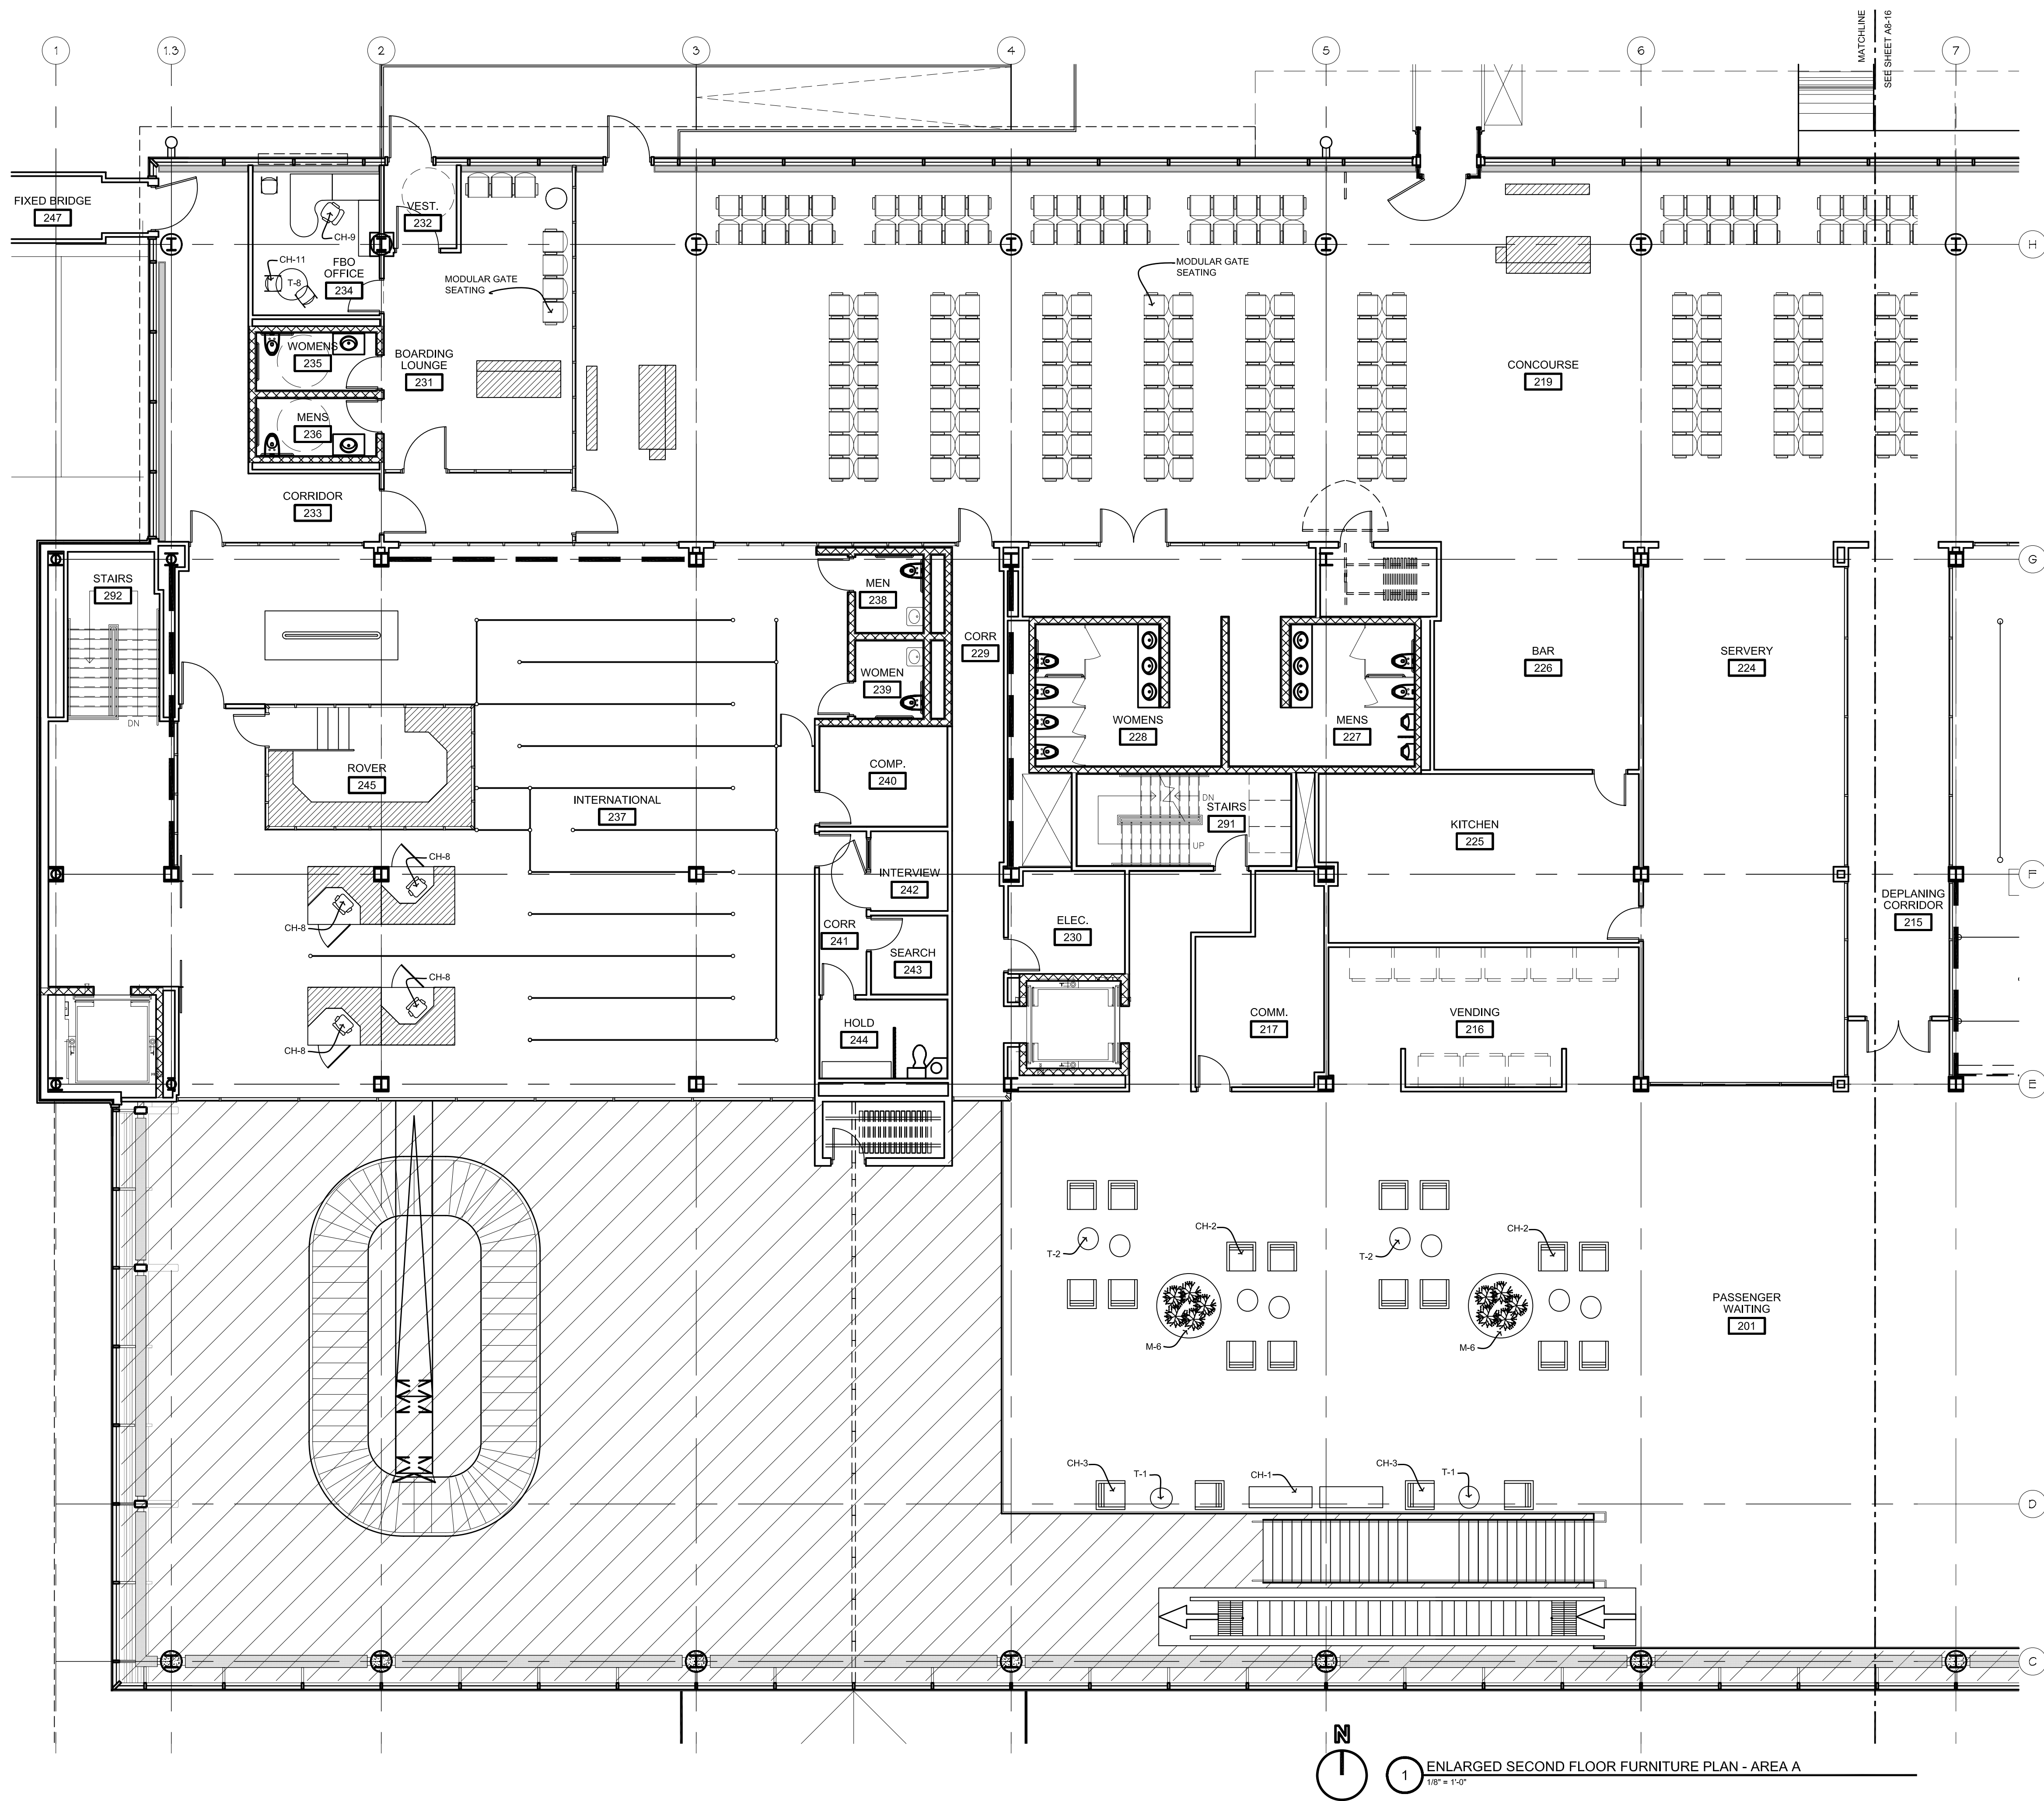 MATCHLINE
SEE SHEET A8-16
1
1.3
2
3
4
5
6
7
FIXED BRIDGE
247
VEST.
232
CH-9
H
CH-11
T-8
FBO
OFFICE
234
MODULAR GATE
SEATING
MODULAR GATE
SEATING
WOMENS
235
BOARDING
LOUNGE
231
CONCOURSE
219
MENS
236
CORRIDOR
233
G
STAIRS
292
DN
MEN
238
CORR
229
WOMEN
239
BAR
226
SERVERY
224
WOMENS
228
MENS
227
ROVER
245
COMP.
240
INTERNATIONAL
237
DN
STAIRS
291
UP
KITCHEN
225
CH-8
CH-8
INTERVIEW
242
F
DEPLANING
CORRIDOR
215
CORR
241
ELEC.
230
SEARCH
243
CH-8
CH-8
HOLD
244
COMM.
217
VENDING
216
E
CH-2
T-2
CH-2
T-2
M-6
M-6
PASSENGER
WAITING
201
CH-3
T-1
CH-1
CH-3
T-1
D
C
N
1
ENLARGED SECOND FLOOR FURNITURE PLAN - AREA A
1/8" = 1'-0"